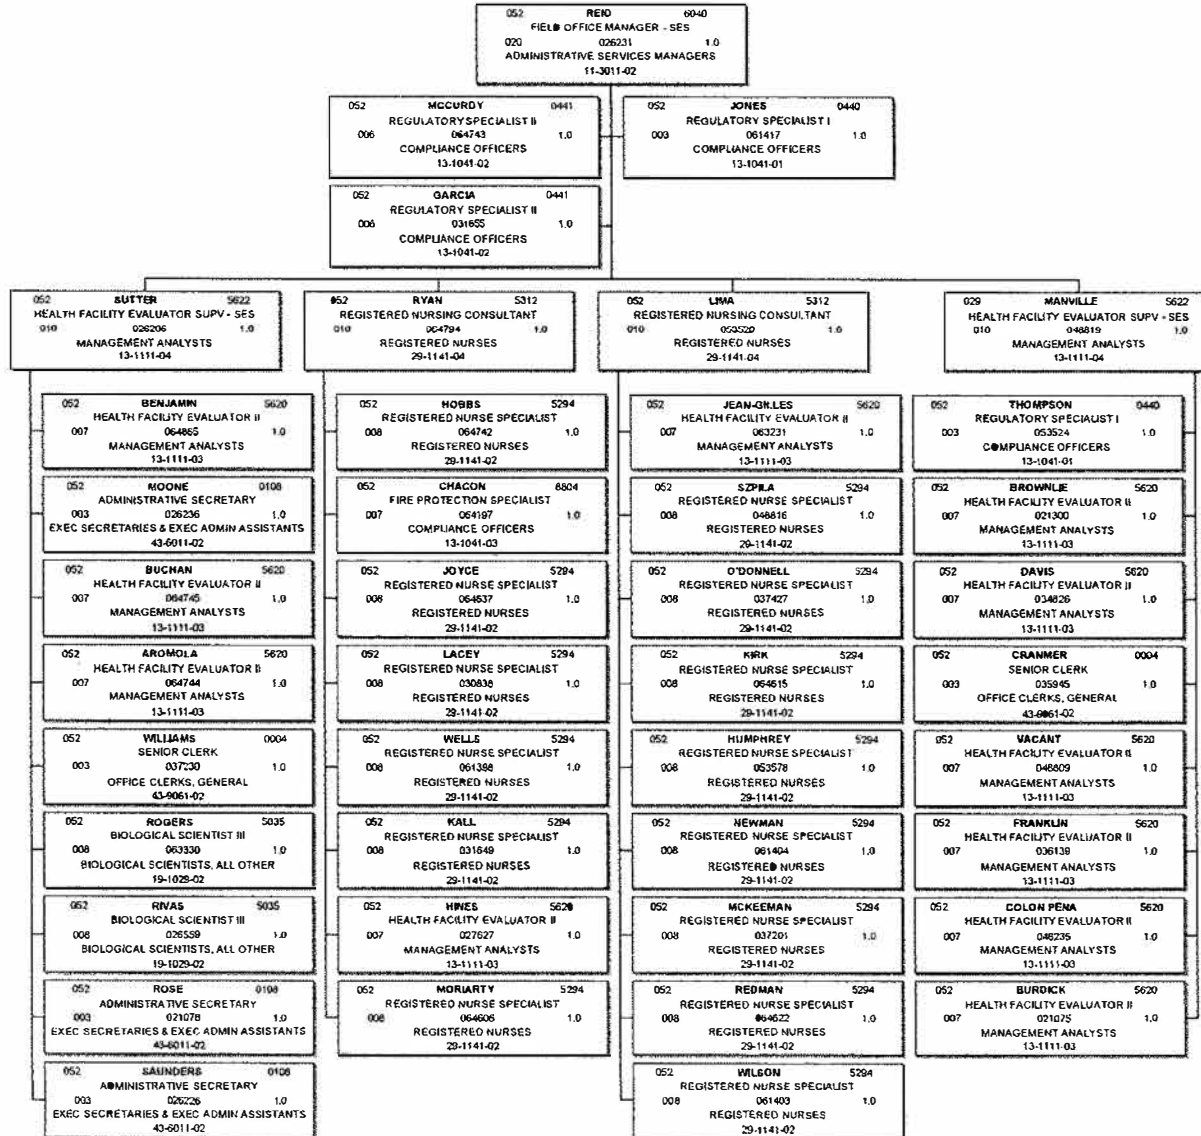 052 REID 6040
FIELD OFFICE MANAGER - SES
020 026231 1.0
ADMINISTRATIVE SERVICES MANAGERS
11-3011-02
052 MCCURDY 0441
REGULATORY SPECIALIST II
006 064743 1.0
COMPLIANCE OFFICERS
13-1041-02
052 JONES 0440
REGULATORY SPECIALIST I
003 061417 1.0
COMPLIANCE OFFICERS
13-1041-01
052 GARCIA 0441
REGULATORY SPECIALIST II
006 031655 1.0
COMPLIANCE OFFICERS
13-1041-02
052 SUTTER 5622
HEALTH FACILITY EVALUATOR SUPV - SES
010 026206 1.0
MANAGEMENT ANALYSTS
13-1111-04
052 RYAN 5312
REGISTERED NURSING CONSULTANT
010 064794 1.0
REGISTERED NURSES
29-1141-04
052 LIMA 5312
REGISTERED NURSING CONSULTANT
010 053520 1.0
REGISTERED NURSES
29-1141-04
029 MANVILLE 5622
HEALTH FACILITY EVALUATOR SUPV - SES
010 048819 1.0
MANAGEMENT ANALYSTS
13-1111-04
052 BENJAMIN 5620
HEALTH FACILITY EVALUATOR II
007 064865 1.0
MANAGEMENT ANALYSTS
13-1111-03
052 MOONE 0108
ADMINISTRATIVE SECRETARY
003 026236 1.0
EXEC SECRETARIES & EXEC ADMIN ASSISTANTS
43-6011-02
052 BUCHAN 5620
HEALTH FACILITY EVALUATOR II
007 064745 1.0
MANAGEMENT ANALYSTS
13-1111-03
052 AROMOLA 5620
HEALTH FACILITY EVALUATOR II
007 064744 1.0
MANAGEMENT ANALYSTS
13-1111-03
052 WILLIAMS 0004
SENIOR CLERK
003 037230 1.0
OFFICE CLERKS, GENERAL
43-9061-02
052 ROGERS 5035
BIOLOGICAL SCIENTIST III
008 063330 1.0
BIOLOGICAL SCIENTISTS, ALL OTHER
19-1029-02
052 RIVAS 5035
BIOLOGICAL SCIENTIST III
008 026559 1.0
BIOLOGICAL SCIENTISTS, ALL OTHER
19-1029-02
052 ROSE 0108
ADMINISTRATIVE SECRETARY
003 021078 1.0
EXEC SECRETARIES & EXEC ADMIN ASSISTANTS
43-6011-02
052 SAUNDERS 0108
ADMINISTRATIVE SECRETARY
003 026226 1.0
EXEC SECRETARIES & EXEC ADMIN ASSISTANTS
43-6011-02
052 HOBBS 5294
REGISTERED NURSE SPECIALIST
008 064742 1.0
REGISTERED NURSES
29-1141-02
052 CHACON 8804
FIRE PROTECTION SPECIALIST
007 064197 1.0
COMPLIANCE OFFICERS
13-1041-03
052 JOYCE 5294
REGISTERED NURSE SPECIALIST
008 064637 1.0
REGISTERED NURSES
29-1141-02
052 LACEY 5294
REGISTERED NURSE SPECIALIST
008 030838 1.0
REGISTERED NURSES
29-1141-02
052 WELLS 5294
REGISTERED NURSE SPECIALIST
008 061398 1.0
REGISTERED NURSES
29-1141-02
052 KALL 5294
REGISTERED NURSE SPECIALIST
008 031649 1.0
REGISTERED NURSES
29-1141-02
052 HINES 5620
HEALTH FACILITY EVALUATOR II
007 027627 1.0
MANAGEMENT ANALYSTS
13-1111-03
052 MORIARTY 5294
REGISTERED NURSE SPECIALIST
008 064606 1.0
REGISTERED NURSES
29-1141-02
052 JEAN-GILLES 5620
HEALTH FACILITY EVALUATOR II
007 063231 1.0
MANAGEMENT ANALYSTS
13-1111-03
052 SZPILA 5294
REGISTERED NURSE SPECIALIST
008 048816 1.0
REGISTERED NURSES
29-1141-02
052 O'DONNELL 5294
REGISTERED NURSE SPECIALIST
008 037427 1.0
REGISTERED NURSES
29-1141-02
052 KIRK 5294
REGISTERED NURSE SPECIALIST
008 064615 1.0
REGISTERED NURSES
29-1141-02
052 HUMPHREY 5294
REGISTERED NURSE SPECIALIST
008 053578 1.0
REGISTERED NURSES
29-1141-02
052 NEWMAN 5294
REGISTERED NURSE SPECIALIST
008 061404 1.0
REGISTERED NURSES
29-1141-02
052 MCKEEMAN 5294
REGISTERED NURSE SPECIALIST
008 037201 1.0
REGISTERED NURSES
29-1141-02
052 REDMAN 5294
REGISTERED NURSE SPECIALIST
008 064622 1.0
REGISTERED NURSES
29-1141-02
052 WILSON 5294
REGISTERED NURSE SPECIALIST
008 061403 1.0
REGISTERED NURSES
29-1141-02
052 THOMPSON 0440
REGULATORY SPECIALIST I
003 053524 1.0
COMPLIANCE OFFICERS
13-1041-01
052 BROWNLIE 5620
HEALTH FACILITY EVALUATOR II
007 021300 1.0
MANAGEMENT ANALYSTS
13-1111-03
052 DAVIS 5620
HEALTH FACILITY EVALUATOR II
007 034826 1.0
MANAGEMENT ANALYSTS
13-1111-03
052 CRANMER 0004
SENIOR CLERK
003 035945 1.0
OFFICE CLERKS, GENERAL
43-9061-02
052 VACANT 5620
HEALTH FACILITY EVALUATOR II
007 048809 1.0
MANAGEMENT ANALYSTS
13-1111-03
052 FRANKLIN 5620
HEALTH FACILITY EVALUATOR II
007 036139 1.0
MANAGEMENT ANALYSTS
13-1111-03
052 COLON PENA 5620
HEALTH FACILITY EVALUATOR II
007 048235 1.0
MANAGEMENT ANALYSTS
13-1111-03
052 BURDICK 5620
HEALTH FACILITY EVALUATOR II
007 021075 1.0
MANAGEMENT ANALYSTS
13-1111-03